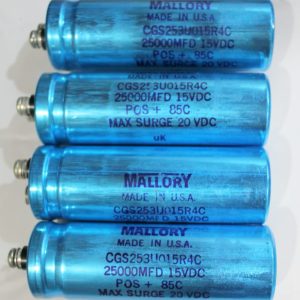 MALLORY
MADE IN U.S.A.
CGS253U015R4C
25000MFD 15VDC
POS + 85C
MAX SURGE 20 VDC
CGS253U015R4C
25000MFD 15VDC
POS + 85C
MAX SURGE 20 VDC
UK
MALLORY
MADE IN U.S.A.
CGS253U015R4C
25000MFD 15VDC
MALLORY
MADE IN U.S.A.
CGS253U015R4C
25000MFD 15VDC
POS + 85C
MAX SURGE 20 VDC